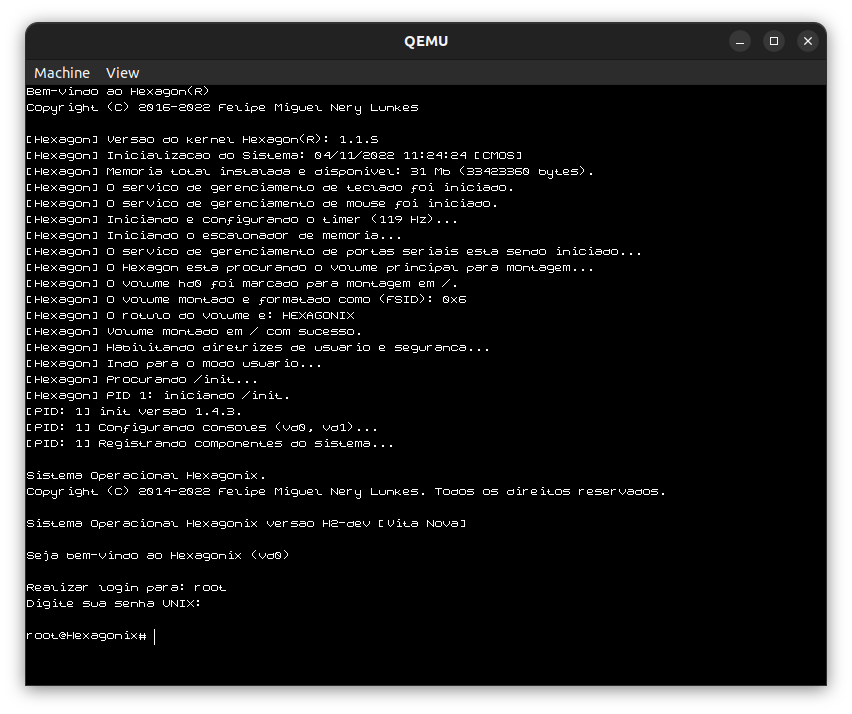 QEMU
Machine View
Bem-vindo ao Hexagon(R)
Copyright (C) 2016-2022 Felipe Miguel Nery Lunkes
[Hexagon] Versao do kernel Hexagon(R): 1.1.S
[Hexagon] Inicializacao do Sistema: 04/11/2022 11:24:24 [CMOS]
[Hexagon] Memoria total instalada e disponivel: 31 Mb (33423360 bytes).
[Hexagon] O servico de gerenciamento de teclado foi iniciado.
[Hexagon] O servico de gerenciamento de mouse foi iniciado.
[Hexagon] Iniciando e configurando o timer (119 Hz)...
[Hexagon] Iniciando o escalonador de memoria...
[Hexagon] O servico de gerenciamento de portas seriais esta sendo iniciado...
[Hexagon] O Hexagon esta procurando o volume principal para montagem...
[Hexagon] O volume hd0 foi marcado para montagem em /.
[Hexagon] O volume montado e formatado como (FSID): 0x6
[Hexagon] O rotulo do volume e: HEXAGONIX
[Hexagon] Volume montado em / com sucesso.
[Hexagon] Habilitando diretrizes de usuario e seguranca...
[Hexagon] Indo para o modo usuario...
[Hexagon] Procurando /init...
[Hexagon] PID 1: iniciando /init.
[PID: 1] init versao 1.4.3.
[PID: 1] Configurando consoles (vd0, vd1)...
[PID: 1] Registrando componentes do sistema...
Sistema Operacional Hexagonix.
Copyright (C) 2014-2022 Felipe Miguel Nery Lunkes. Todos os direitos reservados.
Sistema Operacional Hexagonix versao H2-dev [Vita Nova]
Seja bem-vindo ao Hexagonix (vd0)
Realizar login para: root
Digite sua senha UNIX:
root@Hexagonix#